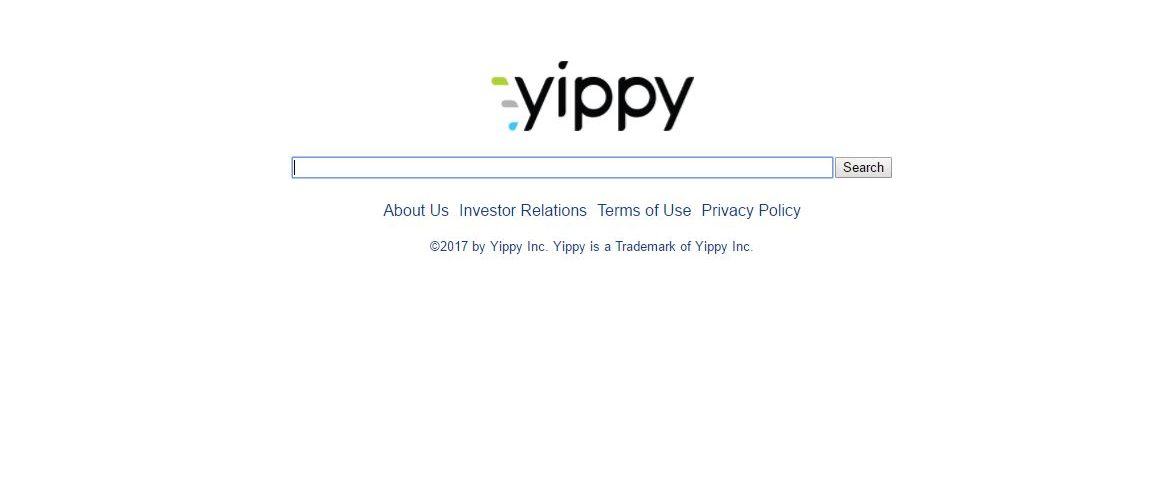 yippy
Search
About Us Investor Relations Terms of Use Privacy Policy
©2017 by Yippy Inc. Yippy is a Trademark of Yippy Inc.